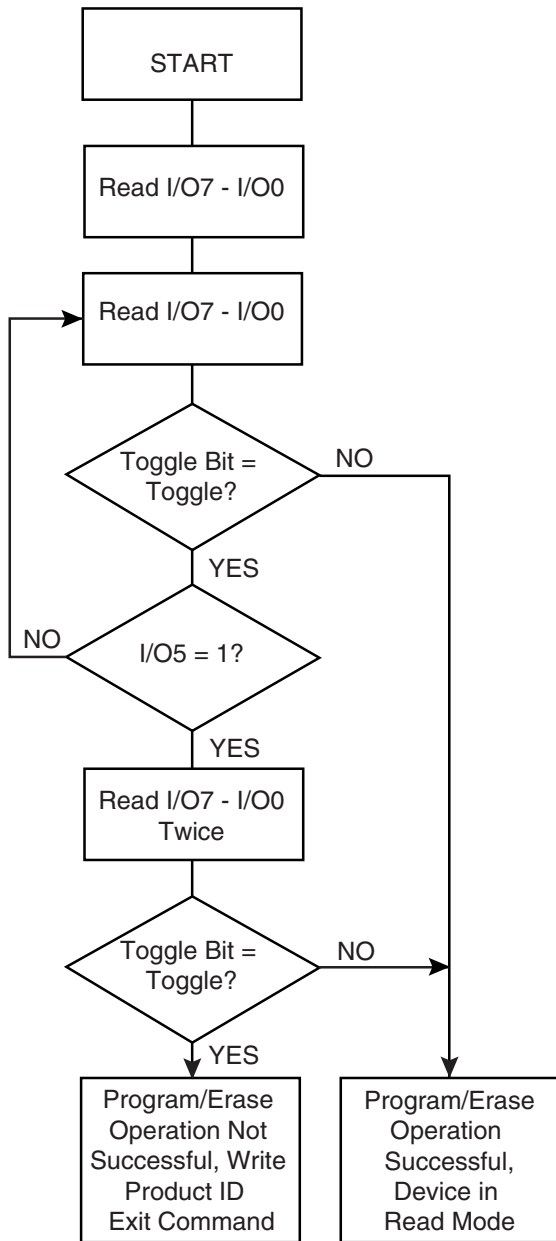 START
Read I/O7 - I/O0
Read I/O7 - I/O0
Toggle Bit =
Toggle?
NO
YES
NO
I/O5 = 1?
YES
Read I/O7 - I/O0
Twice
Toggle Bit =
Toggle?
NO
YES
Program/Erase
Operation Not
Successful, Write
Product ID
Exit Command
Program/Erase
Operation
Successful,
Device in
Read Mode